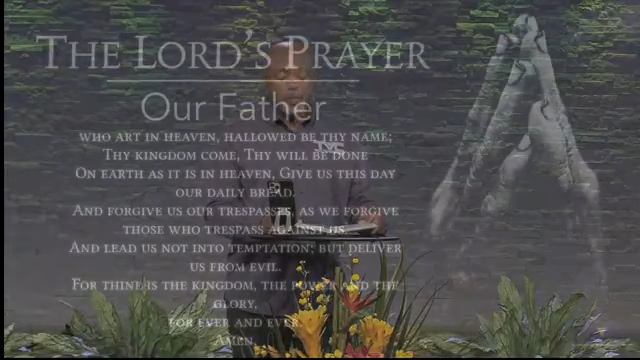 THE LORD'S PRAYER
Our Father
WHO ART IN HEAVEN, HALLOWED BE THY NAME;
THY KINGDOM COME, THY WILL BE DONE
ON EARTH AS IT IS IN HEAVEN, GIVE US THIS DAY
OUR DAILY BREAD.
AND FORGIVE US OUR TRESPASSES, AS WE FORGIVE
THOSE WHO TRESPASS AGAINST US.
AND LEAD US NOT INTO TEMPTATION; BUT DELIVER
US FROM EVIL.
FOR THINE IS THE KINGDOM, THE POWER AND THE
GLORY,
FOR EVER AND EVER.
AMEN